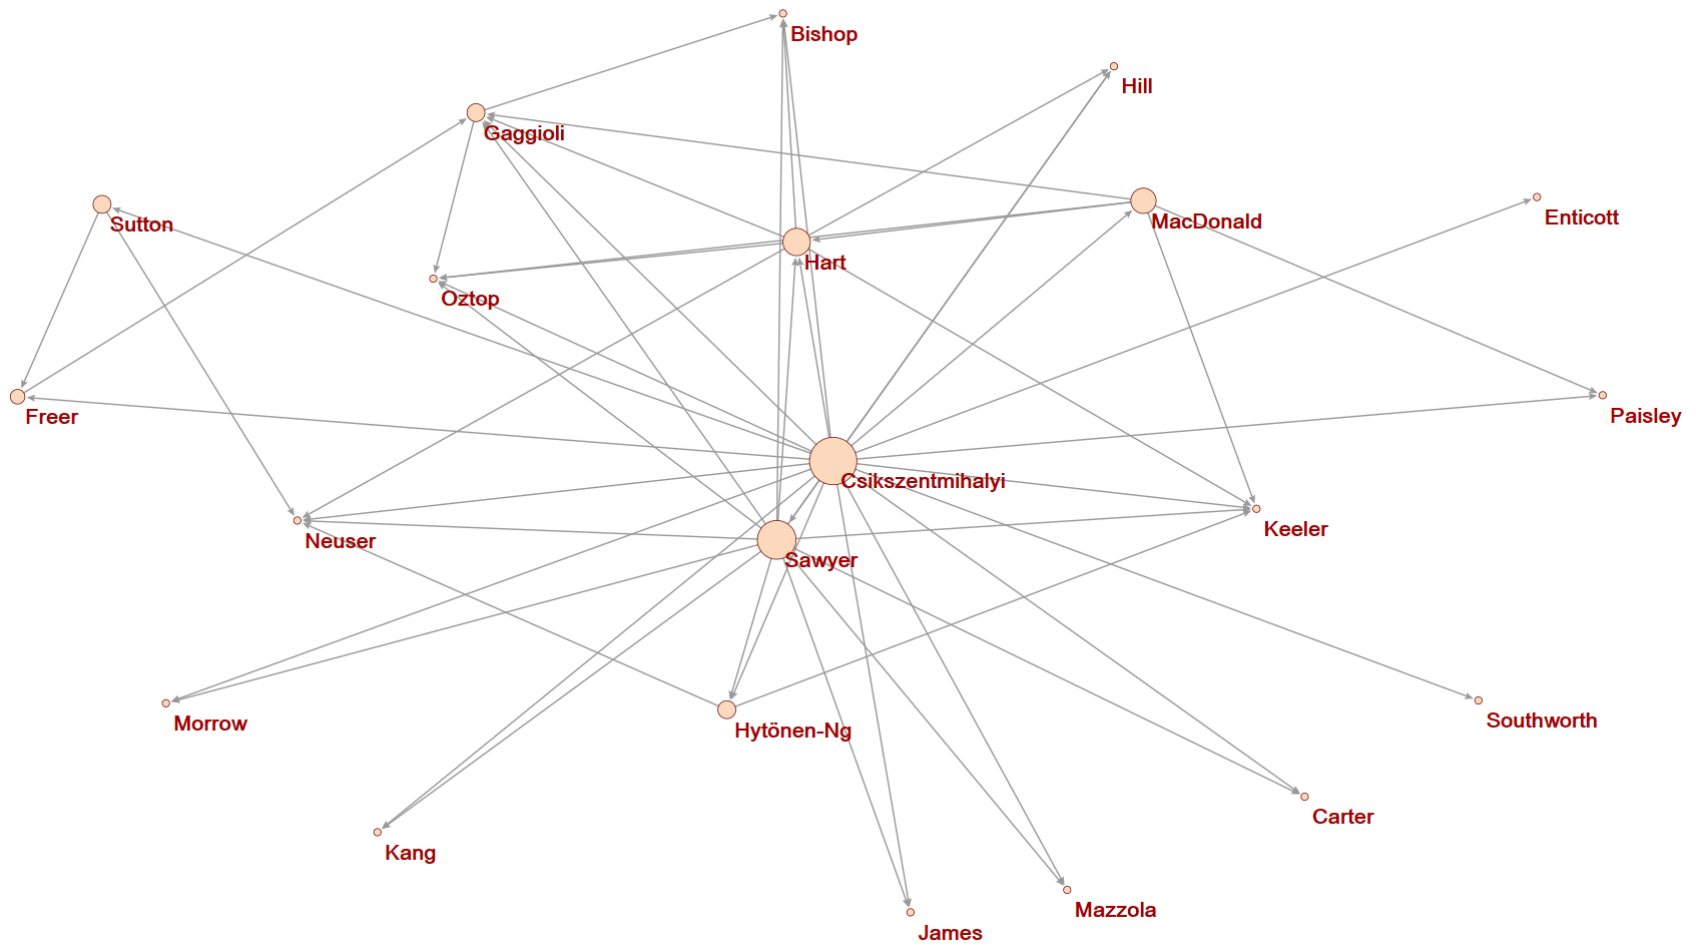 Bishop
Hill
Gaggioli
Sutton
MacDonald
Enticott
Hart
Oztop
Freer
Paisley
Csikszentmihalyi
Keeler
Neuser
Sawyer
Morrow
Hytönen-Ng
Southworth
Carter
Kang
Mazzola
James